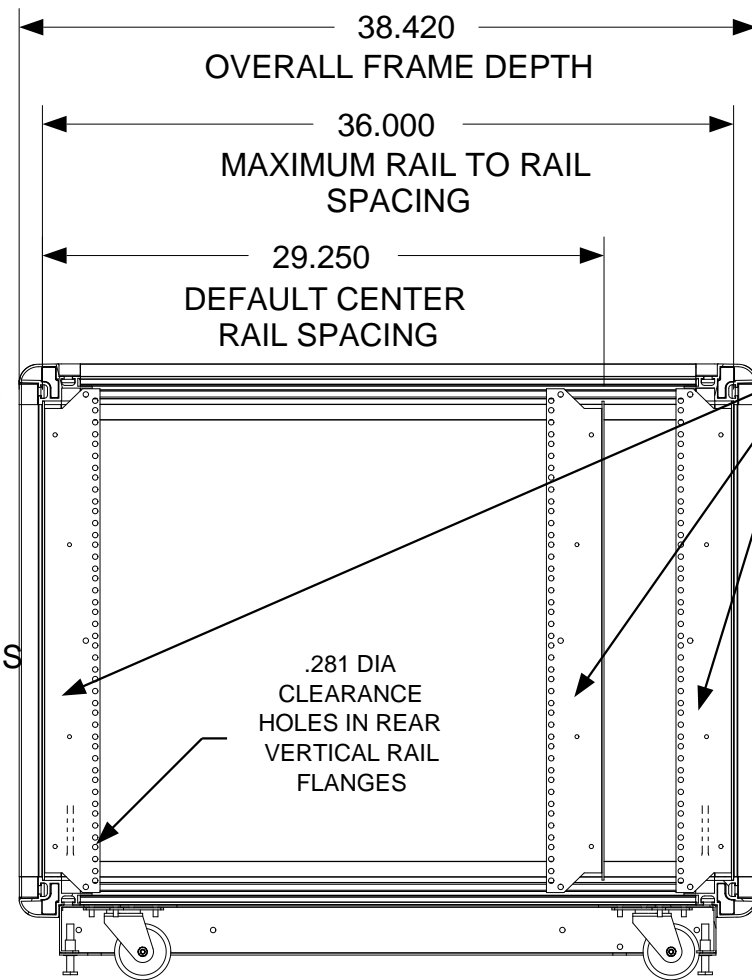 38.420
OVERALL FRAME DEPTH
36.000
MAXIMUM RAIL TO RAIL
SPACING
29.250
DEFAULT CENTER
RAIL SPACING
S
.281 DIA
CLEARANCE
HOLES IN REAR
VERTICAL RAIL
FLANGES